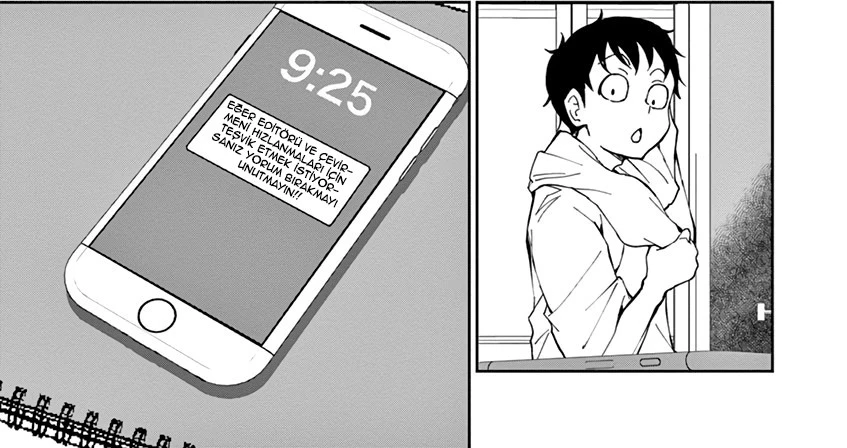 9:25
EĞER EDİTÖRÜ VE ÇEVİR-
MENİ HIZLANMALARI İÇİN
TEŞVİK ETMEK İSTİYOR-
SANIZ YORUM BIRAKMAYI
UNUTMAYIN!!